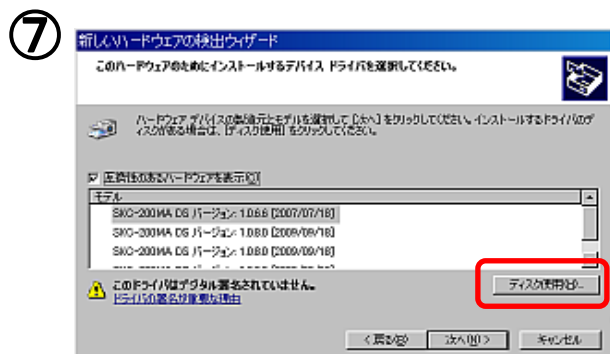 ⑦
新しいハードウェアの検出ウィザード
このハードウェアのためにインストールするデバイス ドライバを選択してください。
ハードウェア デバイスの製造元とモデルを選択して [次へ] をクリックしてください。インストールするドライバのデ
ィスクがある場合は、[ディスク使用] をクリックしてください。
互換性のあるハードウェアを表示(C)
モデル
SKC-200MA DS バージョン: 1.0.6.6 [2007/07/18]
SKC-200MA DS バージョン: 1.0.8.0 [2009/09/18]
SKC-200MA DS バージョン: 1.0.8.0 [2009/09/18]
このドライバはデジタル署名されていません。
ディスク使用(H)...
ドライバの署名が重要な理由
< 戻る(B)
次へ(N) >
キャンセル